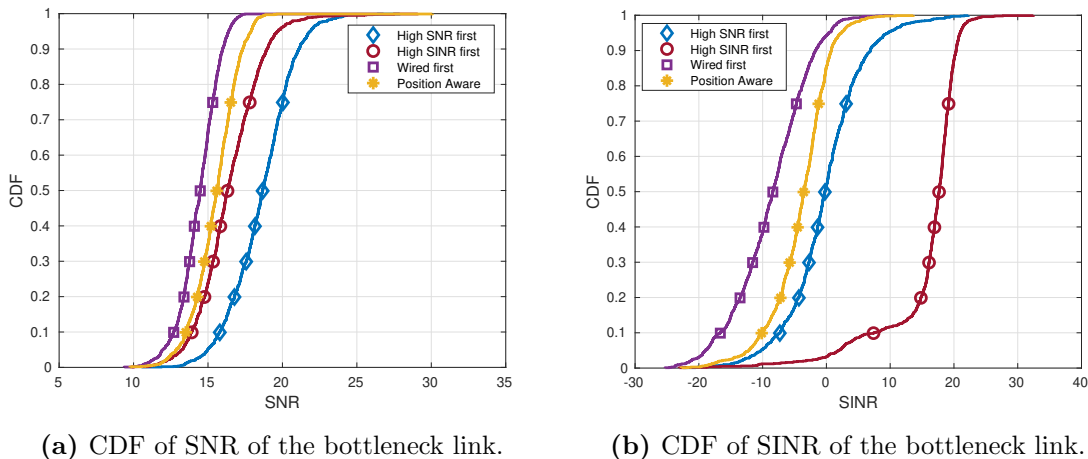 1
0.9
0.8
0.7
0.6
0.5
0.4
0.3
0.2
0.1
0
CDF
5
10
15
20
25
30
35
SNR
High SNR first
High SINR first
Wired first
Position Aware
(a) CDF of SNR of the bottleneck link.
1
0.9
0.8
0.7
0.6
0.5
0.4
0.3
0.2
0.1
0
CDF
-30
-20
-10
0
10
20
30
40
SINR
High SNR first
High SINR first
Wired first
Position Aware
(b) CDF of SINR of the bottleneck link.